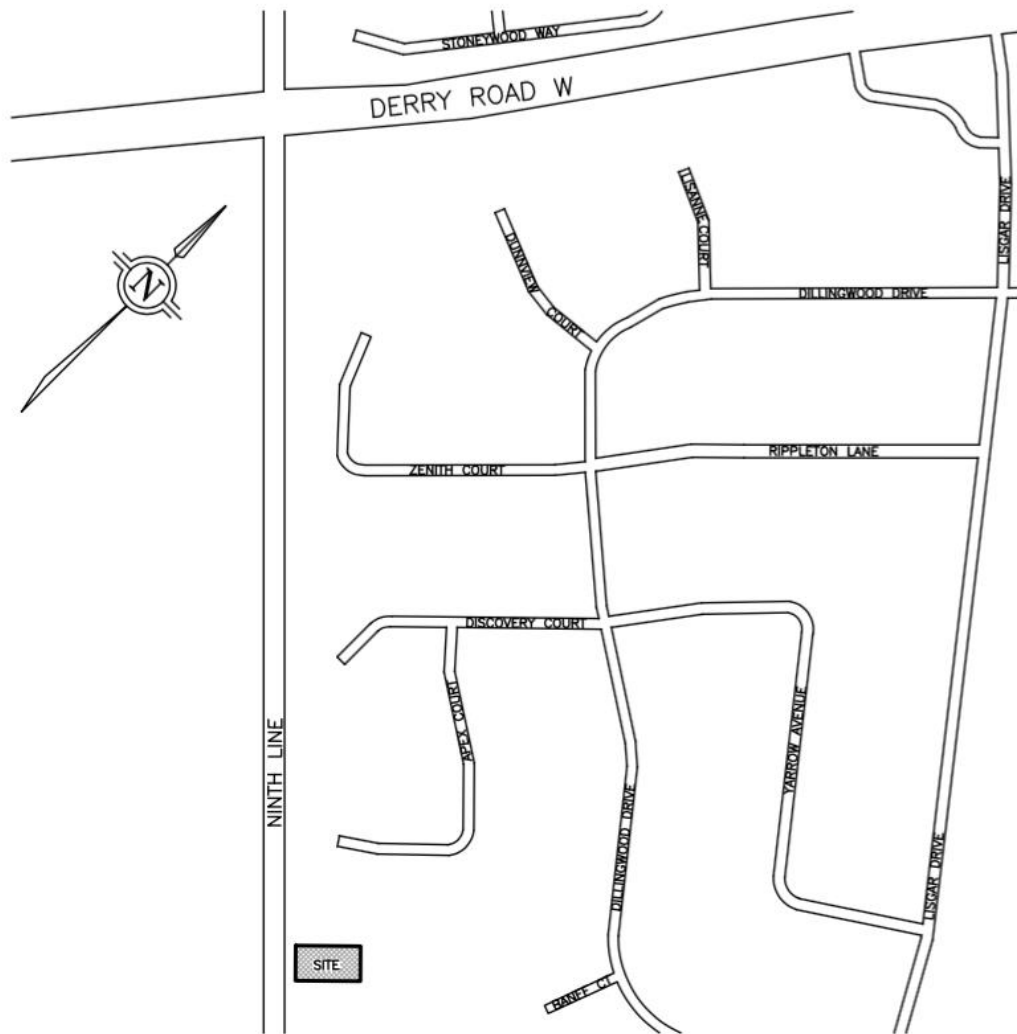 STONEYWOOD WAY
DERRY ROAD W
LISGAR DRIVE
LISANNE COURT
DUNNVIEW COURT
N
DILLINGWOOD DRIVE
RIPPLETON LANE
ZENITH COURT
DISCOVERY COURT
APEX COURT
YARROW AVENUE
NINTH LINE
DILLINGWOOD DRIVE
LISGAR DRIVE
SITE
BANFF CT